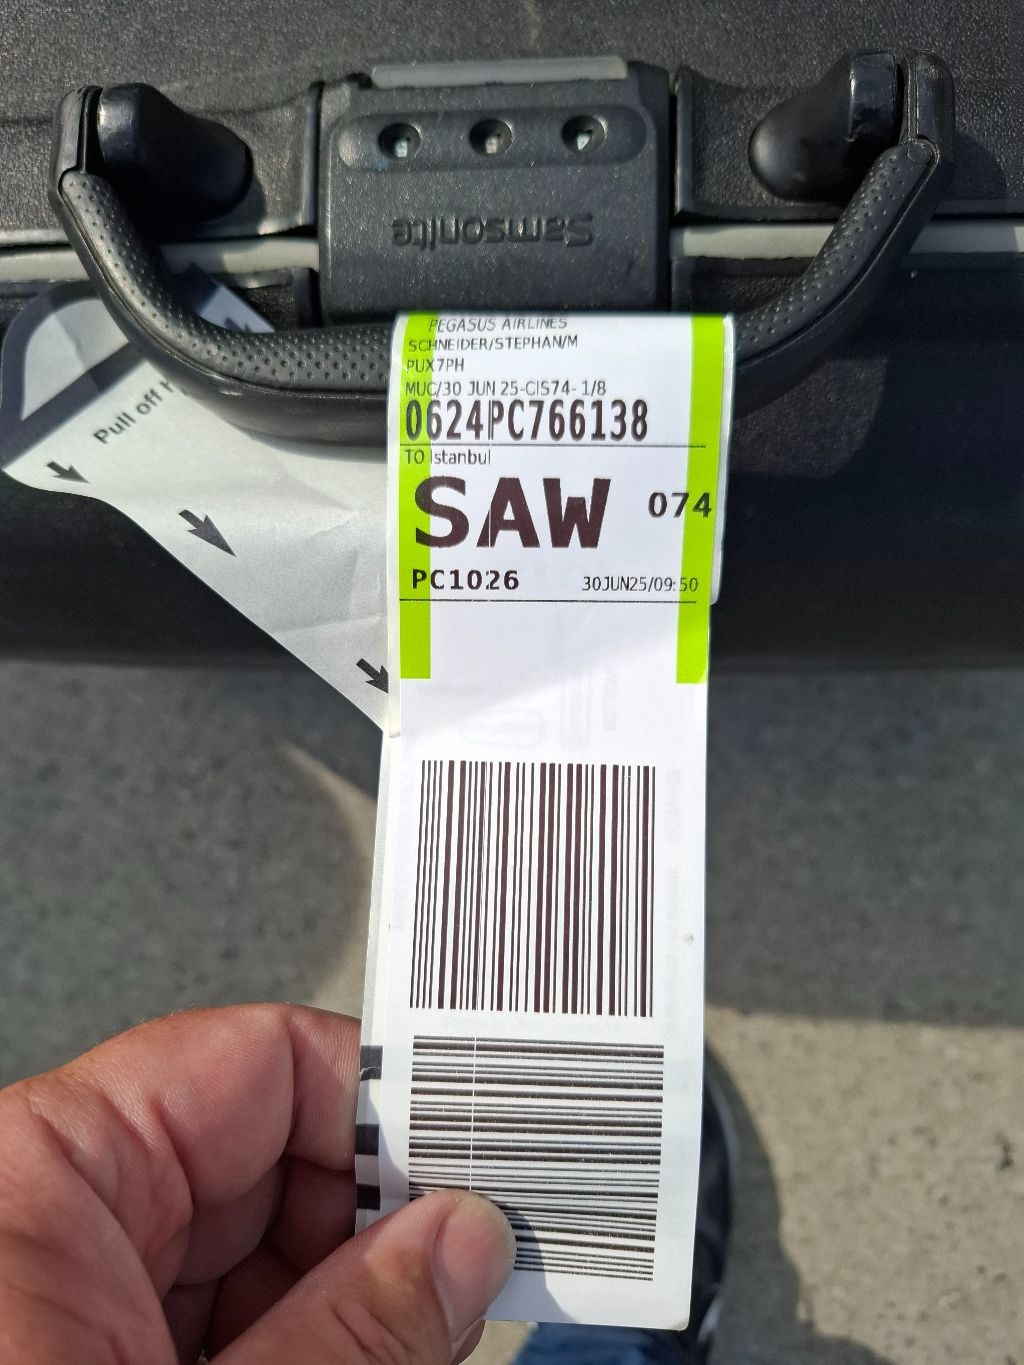 Samsonite
PEGASUS AIRLINES
SCHNEIDER/STEPHAN/M
PUX7PH
MUC/30 JUN 25-CIS74-1/8
0624PC766138
TO Istanbul
SAW 074
PC1026 30JUN25/09:50
Pull off